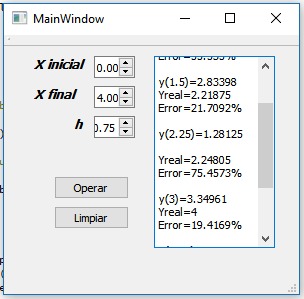 MainWindow
X inicial
0.00
X final
4.00
h
0.75
Operar
Limpiar
y(1.5)=2.83398
Yreal=2.21875
Error=21.7092%
y(2.25)=1.28125
Yreal=2.24805
Error=75.4573%
y(3)=3.34961
Yreal=4
Error=19.4169%